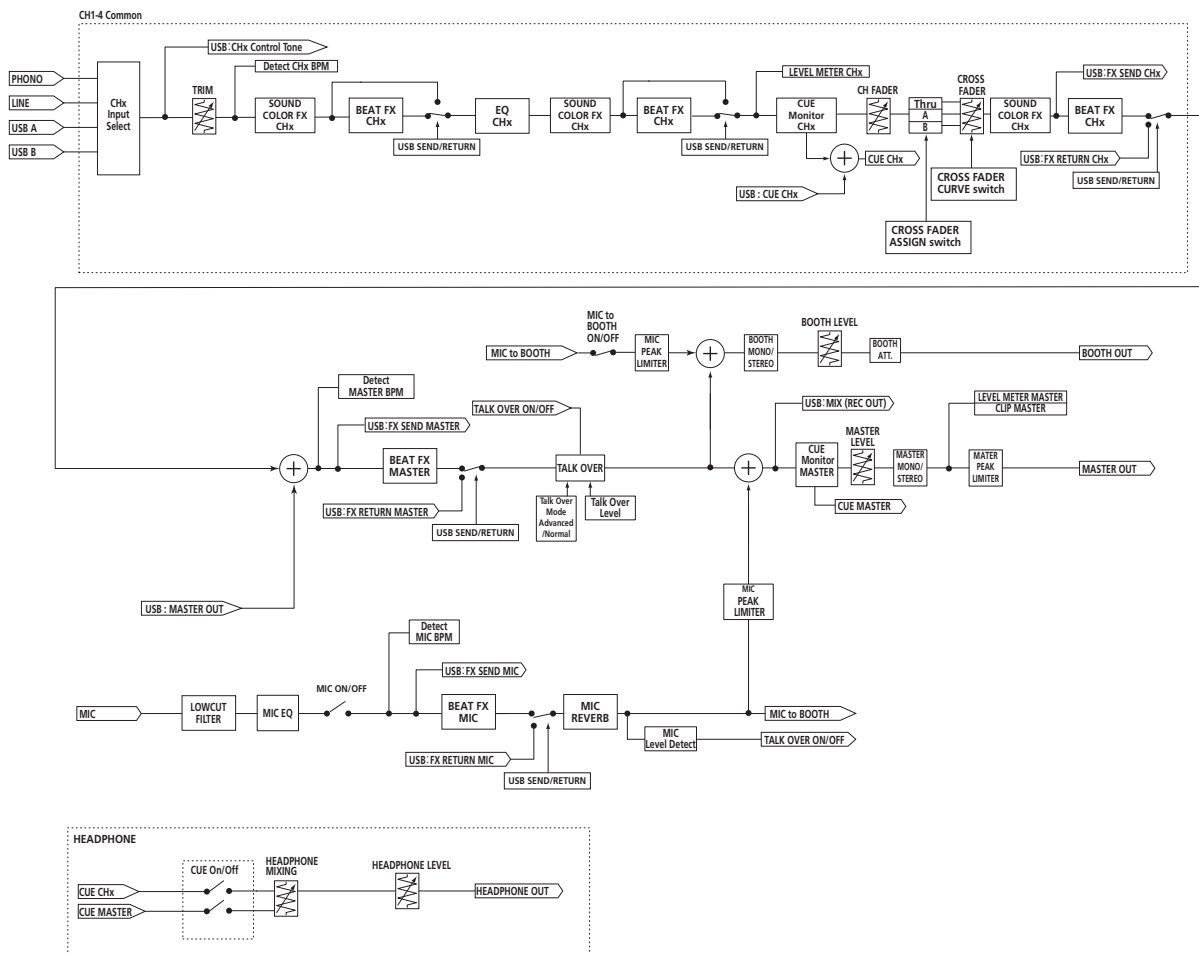 CH1-4 Common
USB:CHx Control Tone
Detect CHx BPM
PHONO
LINE
USB A
USB B
CHx
Input
Select
TRIM
SOUND
COLOR FX
CHx
BEAT FX
CHx
USB SEND/RETURN
EQ
CHx
SOUND
COLOR FX
CHx
BEAT FX
CHx
USB SEND/RETURN
LEVEL METER CHx
CUE
Monitor
CHx
CUE CHx
USB : CUE CHx
CH FADER
Thru
A
B
CROSS
FADER
CROSS FADER
CURVE switch
CROSS FADER
ASSIGN switch
SOUND
COLOR FX
CHx
USB:FX SEND CHx
BEAT FX
CHx
USB:FX RETURN CHx
USB SEND/RETURN
MIC to BOOTH
MIC to
BOOTH
ON/OFF
MIC
PEAK
LIMITER
BOOTH
MONO/
STEREO
BOOTH LEVEL
BOOTH
ATT.
BOOTH OUT
Detect
MASTER BPM
USB:FX SEND MASTER
BEAT FX
MASTER
USB:FX RETURN MASTER
USB SEND/RETURN
TALK OVER ON/OFF
TALK OVER
Talk Over
Mode
Advanced
/Normal
Talk Over
Level
USB:MIX (REC OUT)
CUE
Monitor
MASTER
CUE MASTER
MASTER
LEVEL
MASTER
MONO/
STEREO
LEVEL METER MASTER
CLIP MASTER
MATER
PEAK
LIMITER
MASTER OUT
USB : MASTER OUT
MIC
PEAK
LIMITER
Detect
MIC BPM
USB:FX SEND MIC
MIC
LOWCUT
FILTER
MIC EQ
MIC ON/OFF
BEAT FX
MIC
USB:FX RETURN MIC
USB SEND/RETURN
MIC
REVERB
MIC
Level Detect
MIC to BOOTH
TALK OVER ON/OFF
HEADPHONE
CUE CHx
CUE MASTER
CUE On/Off
HEADPHONE
MIXING
HEADPHONE LEVEL
HEADPHONE OUT